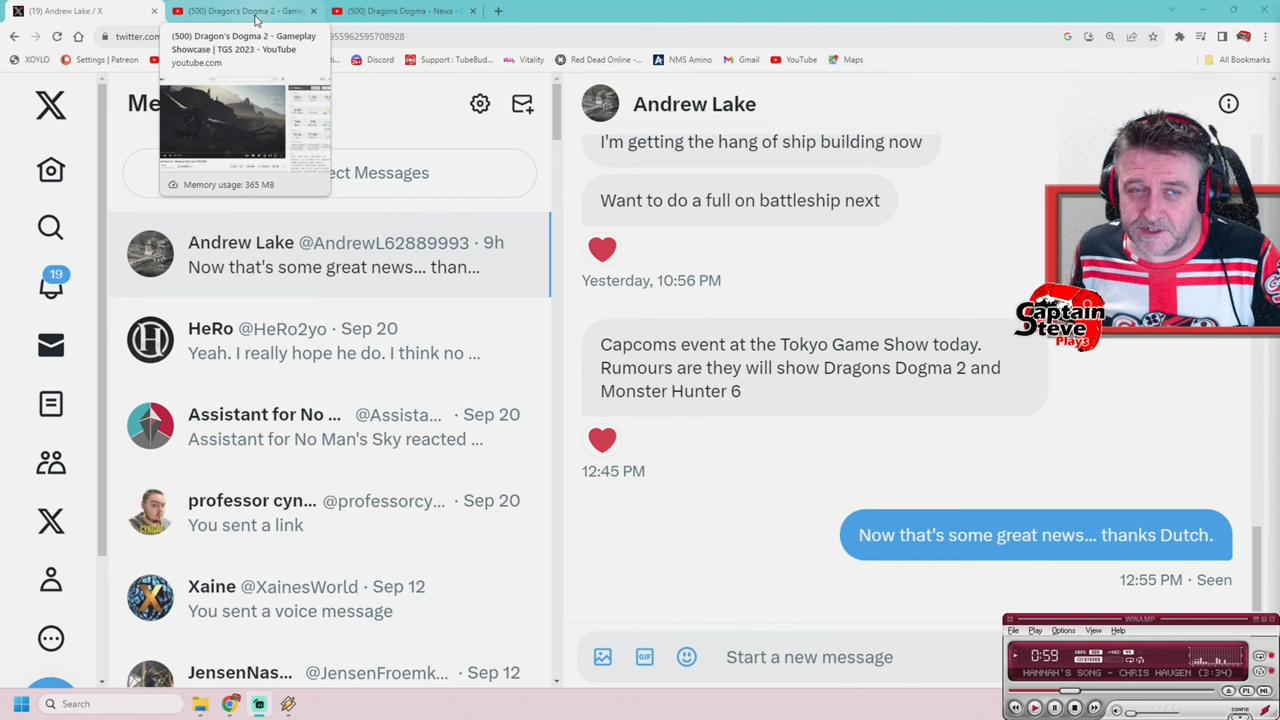 (19) Andrew Lake / X
(500) Dragon's Dogma 2 - Game
(500) Dragons Dogma - News -
(500) Dragon's Dogma 2 - Gameplay
Showcase | TGS 2023 - YouTube
youtube.com
Memory usage: 365 MB
twitter.com
955962595708928
XOYLO
Settings | Patreon
Discord
Support : TubeBud...
Vitality
Red Dead Online -...
NMS Amino
Gmail
YouTube
Maps
All Bookmarks
Me
ect Messages
19
Andrew Lake @AndrewL62889993 · 9h
Now that's some great news... than...
HeRo @HeRo2yo · Sep 20
Yeah. I really hope he do. I think no ...
Assistant for No ... @Assista... · Sep 20
Assistant for No Man's Sky reacted ...
professor cyn... @professorcy... · Sep 20
You sent a link
Xaine @XainesWorld · Sep 12
You sent a voice message
JensenNas... @JensenFroemk... · Sep 12
Andrew Lake
I'm getting the hang of ship building now
Want to do a full on battleship next
Yesterday, 10:56 PM
Capcoms event at the Tokyo Game Show today.
Rumours are they will show Dragons Dogma 2 and
Monster Hunter 6
12:45 PM
Now that's some great news... thanks Dutch.
12:55 PM · Seen
Start a new message
Captain
Steve
Plays
WINAMP
File Play Options View Help
0:59
CO-STEREO
HANNAH'S SONG - CHRIS HAUGEN (3:34)
PL
ML
CONFIG
Search